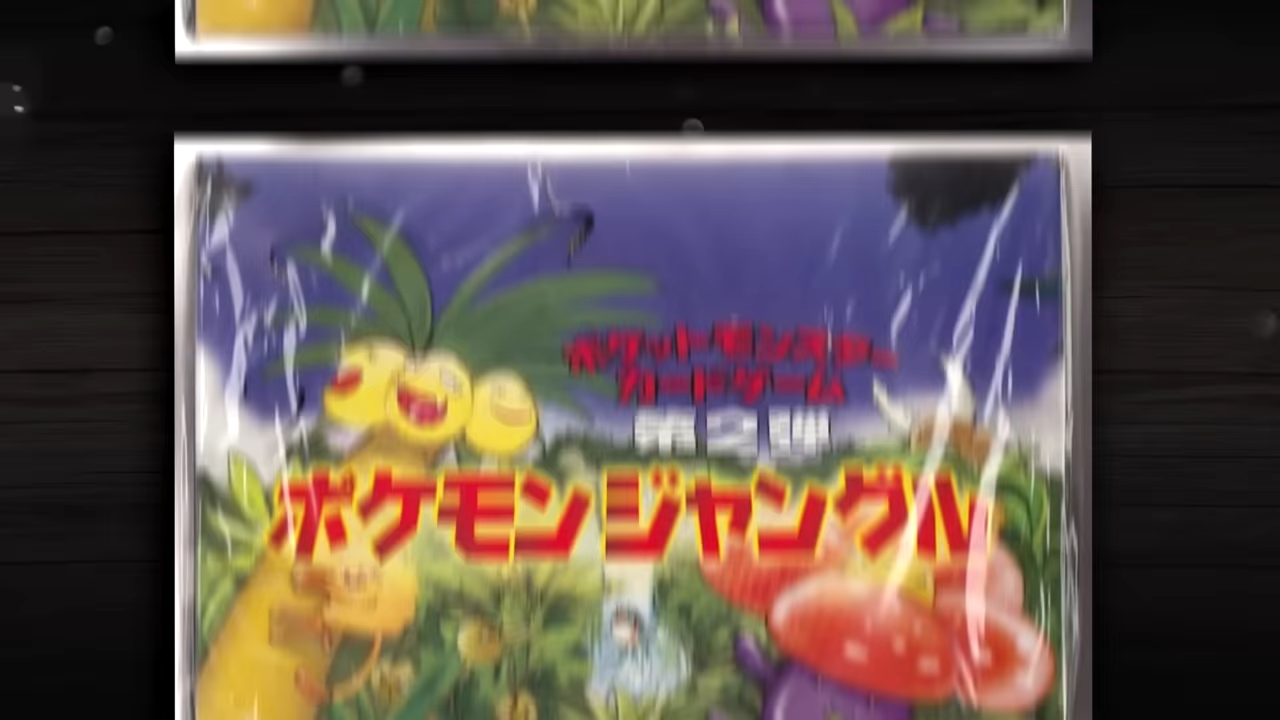 ポケットモンスター
カードゲーム
第2弾
ポケモンジャングル